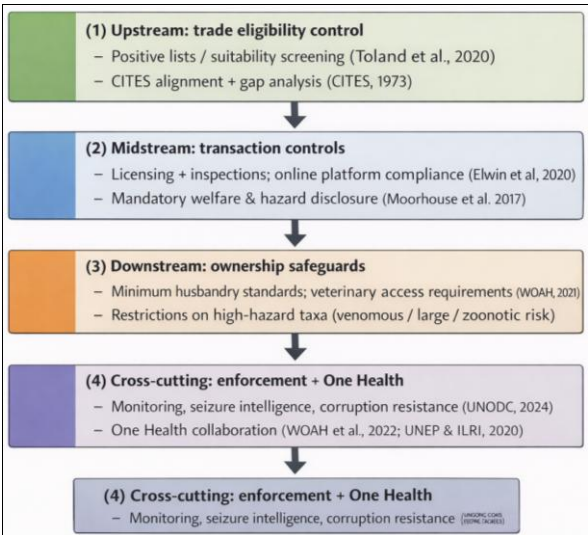 (1) Upstream: trade eligibility control
– Positive lists / suitability screening (Toland et al., 2020)
– CITES alignment + gap analysis (CITES, 1973)
(2) Midstream: transaction controls
– Licensing + inspections; online platform compliance (Elwin et al, 2020)
– Mandatory welfare & hazard disclosure (Moorhouse et al. 2017)
(3) Downstream: ownership safeguards
– Minimum husbandry standards; veterinary access requirements (WOAH, 2021)
– Restrictions on high-hazard taxa (venomous / large / zoonotic risk)
(4) Cross-cutting: enforcement + One Health
– Monitoring, seizure intelligence, corruption resistance (UNODC, 2024)
– One Health collaboration (WOAH et al., 2022; UNEP & ILRI, 2020)
(4) Cross-cutting: enforcement + One Health
– Monitoring, seizure intelligence, corruption resistance